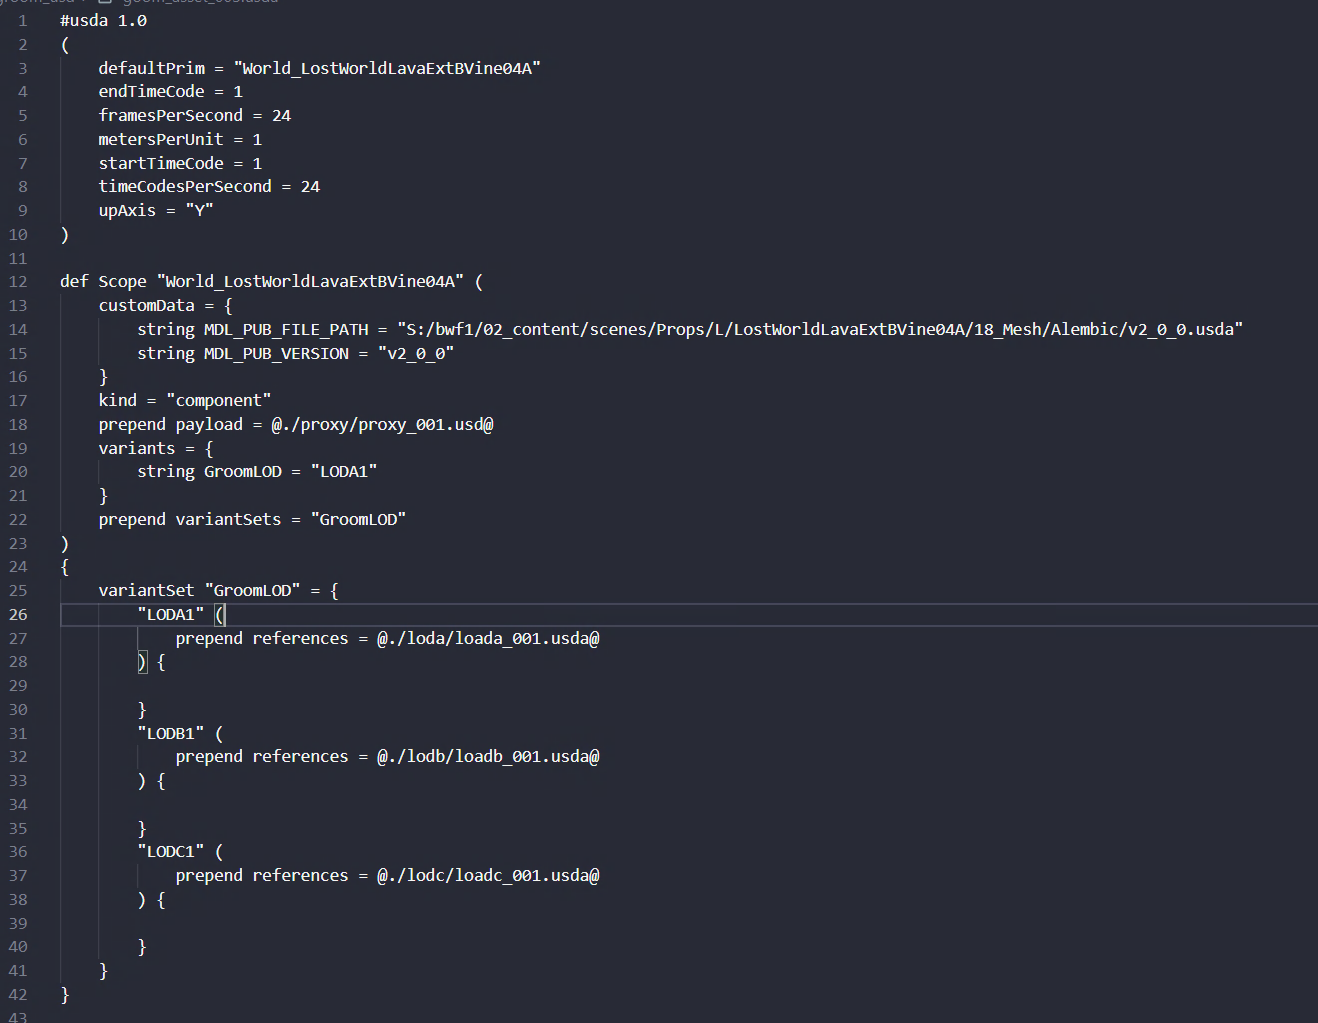 1 #usda 1.0
2 (
3 defaultPrim = "World_LostWorldLavaExtBVine04A"
4 endTimeCode = 1
5 framesPerSecond = 24
6 metersPerUnit = 1
7 startTimeCode = 1
8 timeCodesPerSecond = 24
9 upAxis = "Y"
10 )
11
12 def Scope "World_LostWorldLavaExtBVine04A" (
13 customData = {
14 string MDL_PUB_FILE_PATH = "S:/bwf1/02_content/scenes/Props/L/LostWorldLavaExtBVine04A/18_Mesh/Alembic/v2_0_0.usda"
15 string MDL_PUB_VERSION = "v2_0_0"
16 }
17 kind = "component"
18 prepend payload = @./proxy/proxy_001.usd@
19 variants = {
20 string GroomLOD = "LODA1"
21 }
22 prepend variantSets = "GroomLOD"
23 )
24 {
25 variantSet "GroomLOD" = {
26 "LODA1" (
27 prepend references = @./loda/loada_001.usda@
28 ) {
29
30 }
31 "LODB1" (
32 prepend references = @./lodb/loadb_001.usda@
33 ) {
34
35 }
36 "LODC1" (
37 prepend references = @./lodc/loadc_001.usda@
38 ) {
39
40 }
41 }
42 }
43